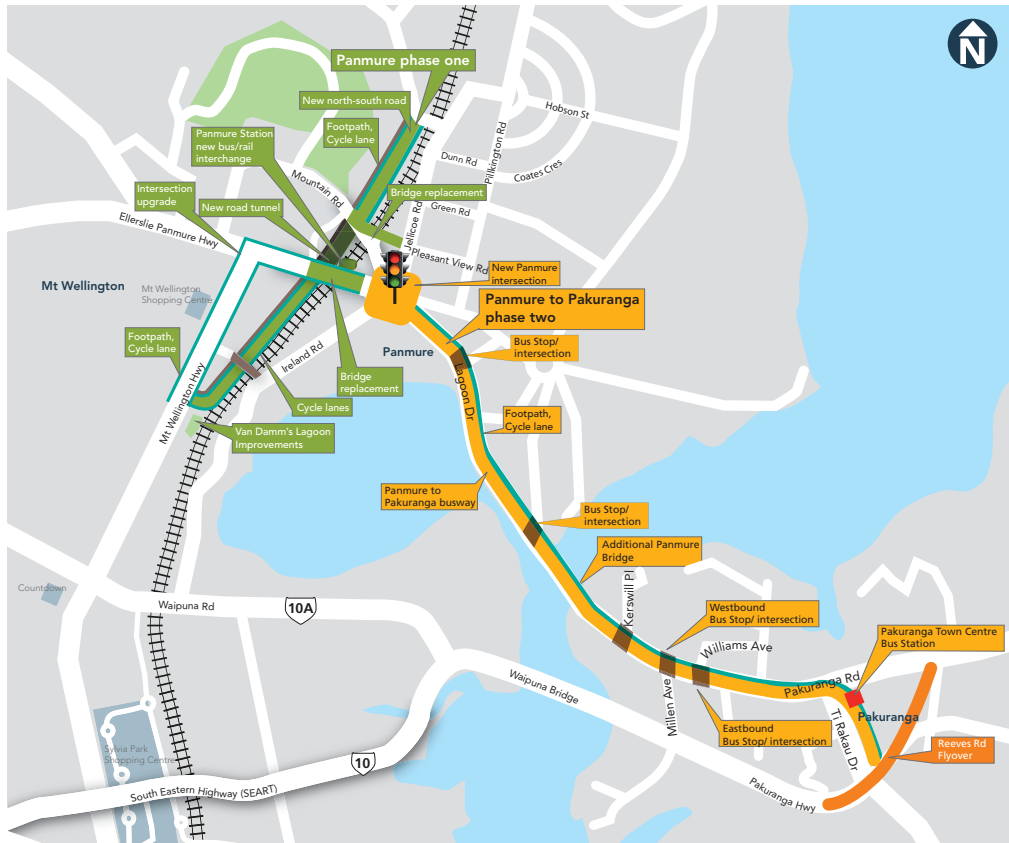 N
Panmure phase one
New north-south road
Hobson St
Footpath,
Cycle lane
Panmure Station
new bus/rail
interchange
Pillkington Rd
Dunn Rd
Coates Cres
Mountain Rd
Bridge replacement
Intersection
upgrade
New road tunnel
Green Rd
Jellicoe Rd
Ellerslie Panmure Hwy
Pleasant View Rd
New Panmure
intersection
Mt Wellington
Mt Wellington
Shopping Centre
Panmure to Pakuranga
phase two
Footpath,
Cycle lane
Ireland Rd
Panmure
Bus Stop/
intersection
Bridge
replacement
Lagoon Dr
Mt Wellington Hwy
Cycle lanes
Footpath,
Cycle lane
Van Damm's Lagoon
Improvements
Panmure to
Pakuranga busway
Bus Stop/
intersection
Additional Panmure
Bridge
Countdown
Waipuna Rd
10A
Kerswill Pl
Westbound
Bus Stop/ intersection
Pakuranga Town Centre
Bus Station
Williams Ave
Waipuna Bridge
Pakuranga Rd
Millen Ave
Pakuranga
Ti Rakau Dr
Eastbound
Bus Stop/ intersection
Reeves Rd
Flyover
Sylvia Park
Shopping Centre
10
South Eastern Highway (SEART)
Pakuranga Hwy